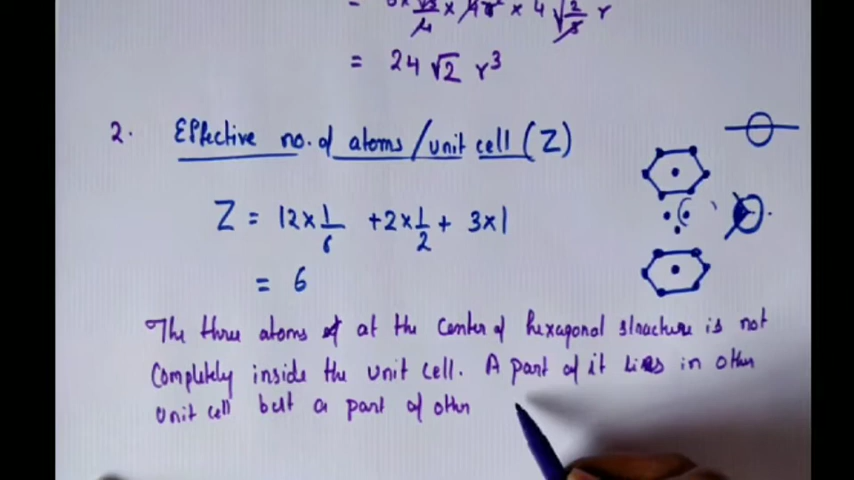 = 24 √2 r³
2. Effective no. of atoms/unit cell (Z)
Z = 12 × 1/6 + 2 × 1/2 + 3 × 1
= 6
The three atoms at the center of hexagonal structure is not
completely inside the unit cell. A part of it lies in other
unit cell but a part of other